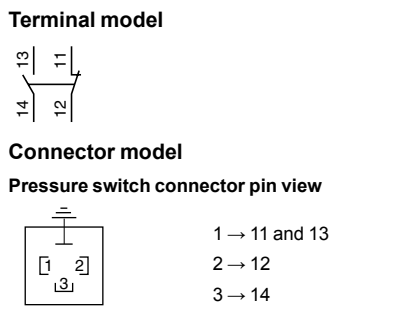 Terminal model
13 11
14 12
Connector model
Pressure switch connector pin view
1 → 11 and 13
1 2
2 → 12
3
3 → 14